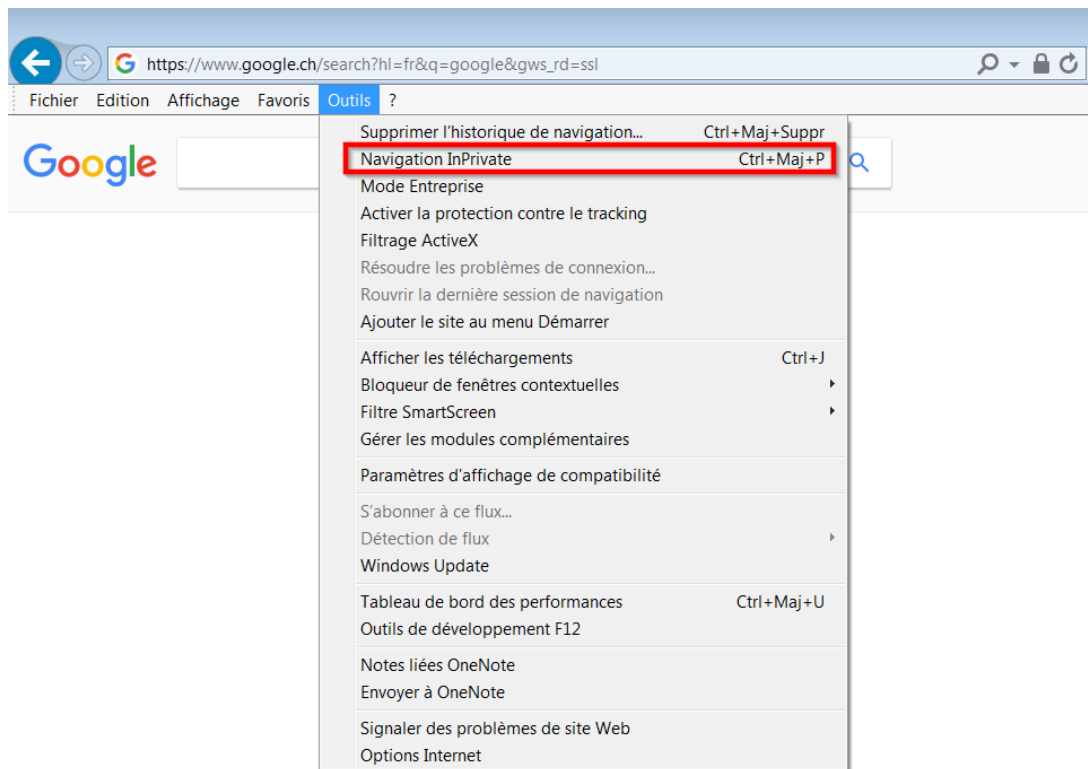 https://www.google.ch/search?hl=fr&q=google&gws_rd=ssl
Fichier Edition Affichage Favoris Outils ?
Google
Supprimer l'historique de navigation... Ctrl+Maj+Suppr
Navigation InPrivate Ctrl+Maj+P
Mode Entreprise
Activer la protection contre le tracking
Filtrage ActiveX
Résoudre les problèmes de connexion...
Rouvrir la dernière session de navigation
Ajouter le site au menu Démarrer
Afficher les téléchargements Ctrl+J
Bloqueur de fenêtres contextuelles
Filtre SmartScreen
Gérer les modules complémentaires
Paramètres d'affichage de compatibilité
S'abonner à ce flux...
Détection de flux
Windows Update
Tableau de bord des performances Ctrl+Maj+U
Outils de développement F12
Notes liées OneNote
Envoyer à OneNote
Signaler des problèmes de site Web
Options Internet